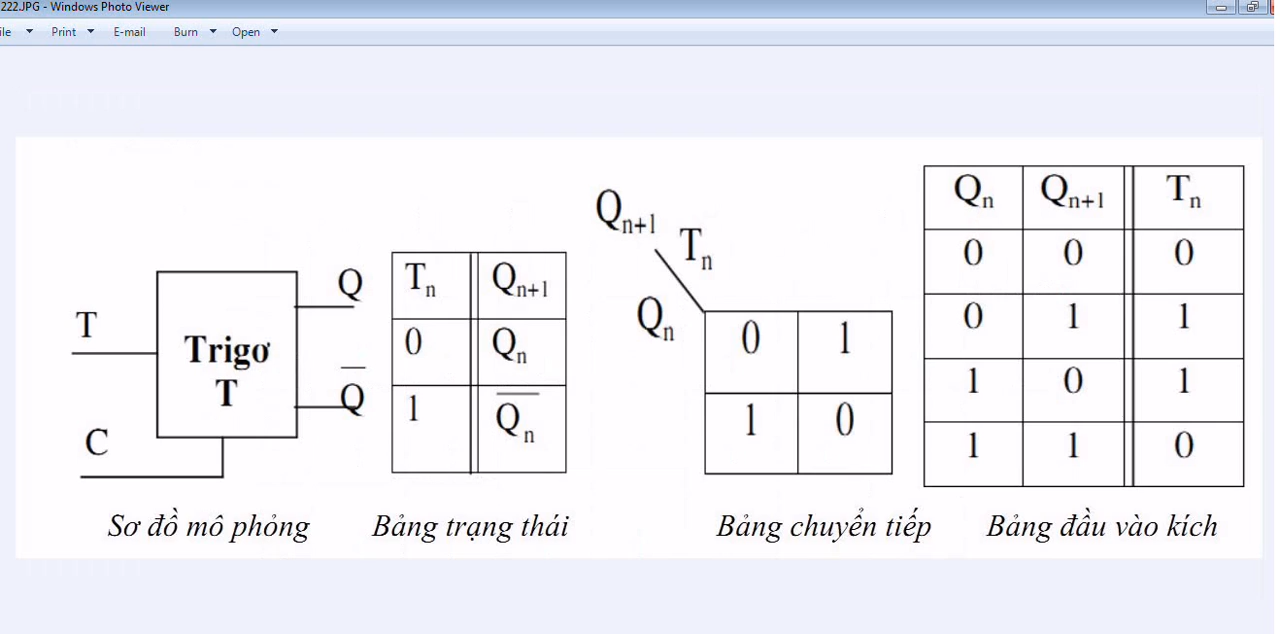 222.JPG - Windows Photo Viewer
ile Print E-mail Burn Open
T
C
Trigơ
T
Q
Q̅
Tn Qn+1
0 Qn
1 Q̅n
Sơ đồ mô phỏng
Bảng trạng thái
Qn+1
Tn
Qn
0 1
1 0
Bảng chuyển tiếp
Qn Qn+1 Tn
0 0 0
0 1 1
1 0 1
1 1 0
Bảng đầu vào kích